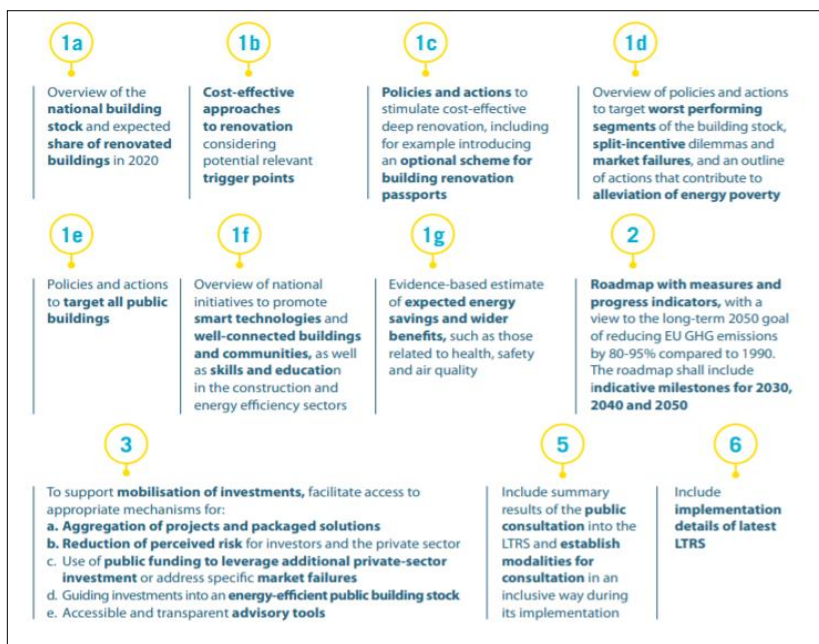 1a
Overview of the
national building
stock and expected
share of renovated
buildings in 2020
1b
Cost-effective
approaches
to renovation
considering
potential relevant
trigger points
1c
Policies and actions to
stimulate cost-effective
deep renovation, including
for example introducing
an optional scheme for
building renovation
passports
1d
Overview of policies and actions
to target worst performing
segments of the building stock,
split-incentive dilemmas and
market failures, and an outline
of actions that contribute to
alleviation of energy poverty
1e
Policies and actions
to target all public
buildings
1f
Overview of national
initiatives to promote
smart technologies and
well-connected buildings
and communities, as well
as skills and education
in the construction and
energy efficiency sectors
1g
Evidence-based estimate
of expected energy
savings and wider
benefits, such as those
related to health, safety
and air quality
2
Roadmap with measures and
progress indicators, with a
view to the long-term 2050 goal
of reducing EU GHG emissions
by 80-95% compared to 1990.
The roadmap shall include
indicative milestones for 2030,
2040 and 2050
3
To support mobilisation of investments, facilitate access to
appropriate mechanisms for:
a. Aggregation of projects and packaged solutions
b. Reduction of perceived risk for investors and the private sector
c. Use of public funding to leverage additional private-sector
investment or address specific market failures
d. Guiding investments into an energy-efficient public building stock
e. Accessible and transparent advisory tools
5
Include summary
results of the public
consultation into the
LTRS and establish
modalities for
consultation in an
inclusive way during
its implementation
6
Include
implementation
details of latest
LTRS